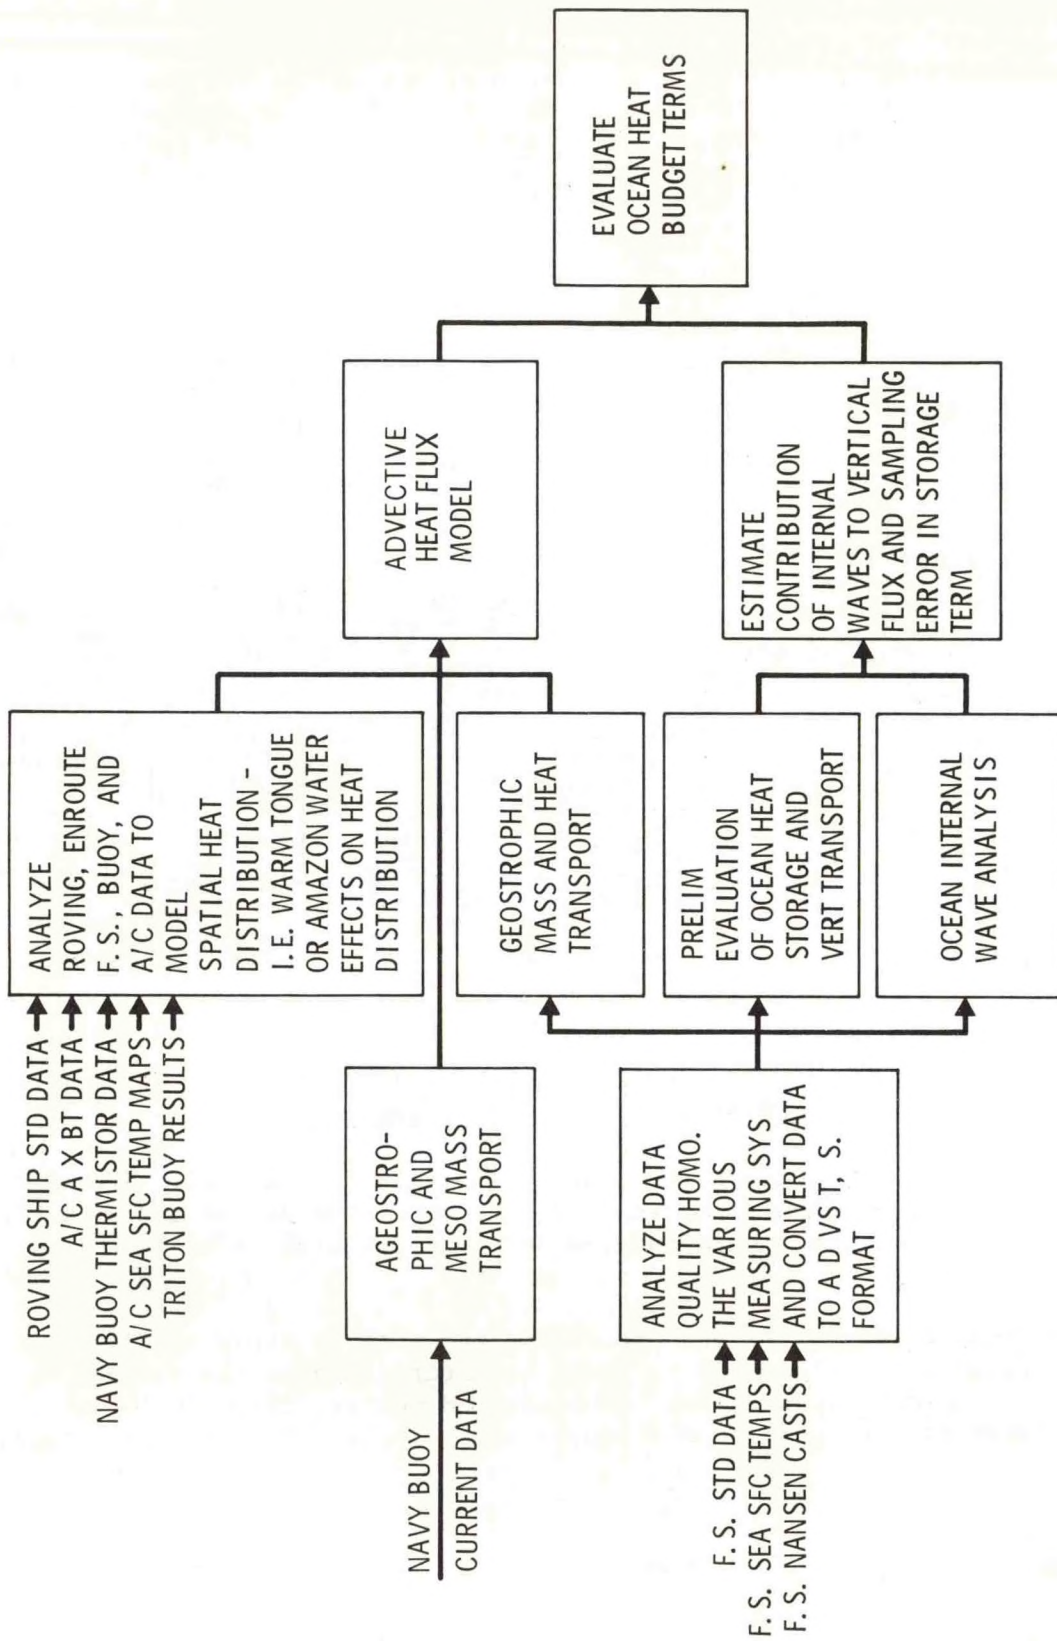 ROVING SHIP STD DATA
A/C A X BT DATA
NAVY BUOY THERMISTOR DATA
A/C SEA SFC TEMP MAPS
TRITON BUOY RESULTS
ANALYZE
ROVING, ENROUTE
F. S., BUOY, AND
A/C DATA TO
MODEL
SPATIAL HEAT
DISTRIBUTION -
I. E. WARM TONGUE
OR AMAZON WATER
EFFECTS ON HEAT
DISTRIBUTION
NAVY BUOY
CURRENT DATA
AGEOSTRO-
PHIC AND
MESO MASS
TRANSPORT
GEOSTROPHIC
MASS AND HEAT
TRANSPORT
ADVECTIVE
HEAT FLUX
MODEL
EVALUATE
OCEAN HEAT
BUDGET TERMS
F. S. STD DATA
F. S. SEA SFC TEMPS
F. S. NANSEN CASTS
ANALYZE DATA
QUALITY HOMO.
THE VARIOUS
MEASURING SYS
AND CONVERT DATA
TO A D VS T, S.
FORMAT
PRELIM
EVALUATION
OF OCEAN HEAT
STORAGE AND
VERT TRANSPORT
OCEAN INTERNAL
WAVE ANALYSIS
ESTIMATE
CONTRIBUTION
OF INTERNAL
WAVES TO VERTICAL
FLUX AND SAMPLING
ERROR IN STORAGE
TERM